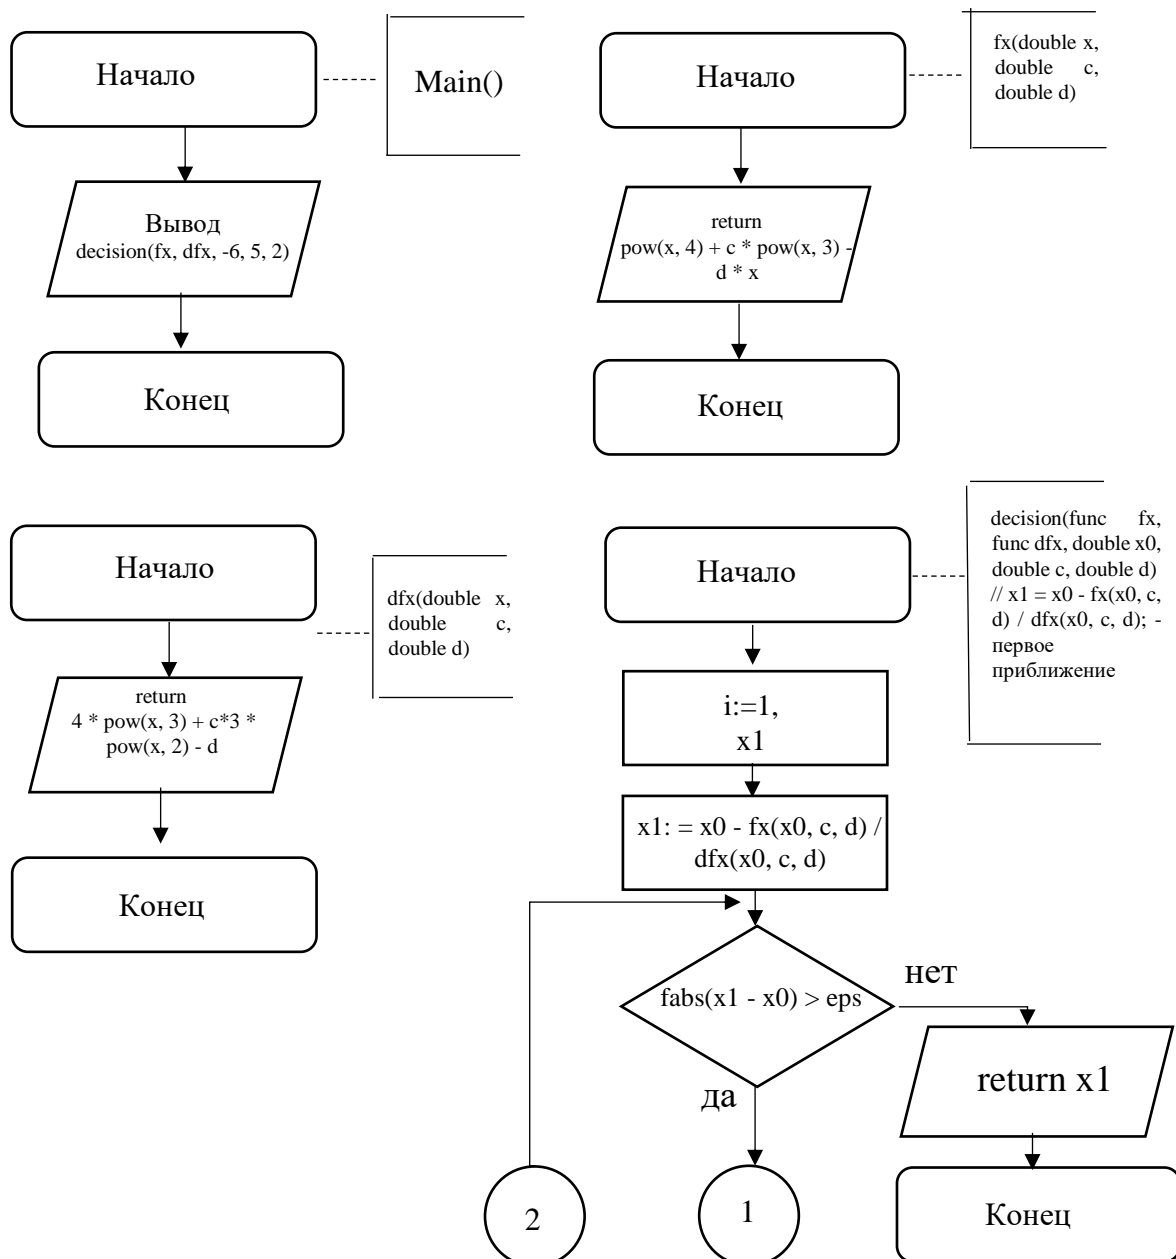 Начало
Main()
Вывод
decision(fx, dfx, -6, 5, 2)
Конец
Начало
fx(double x,
double c,
double d)
return
pow(x, 4) + c * pow(x, 3) -
d * x
Конец
Начало
dfx(double x,
double c,
double d)
return
4 * pow(x, 3) + c*3 *
pow(x, 2) - d
Конец
Начало
decision(func fx,
func dfx, double x0,
double c, double d)
// x1 = x0 - fx(x0, c,
d) / dfx(x0, c, d); -
первое
приближение
i:=1,
x1
x1: = x0 - fx(x0, c, d) /
dfx(x0, c, d)
fabs(x1 - x0) > eps
нет
return x1
Конец
да
1
2